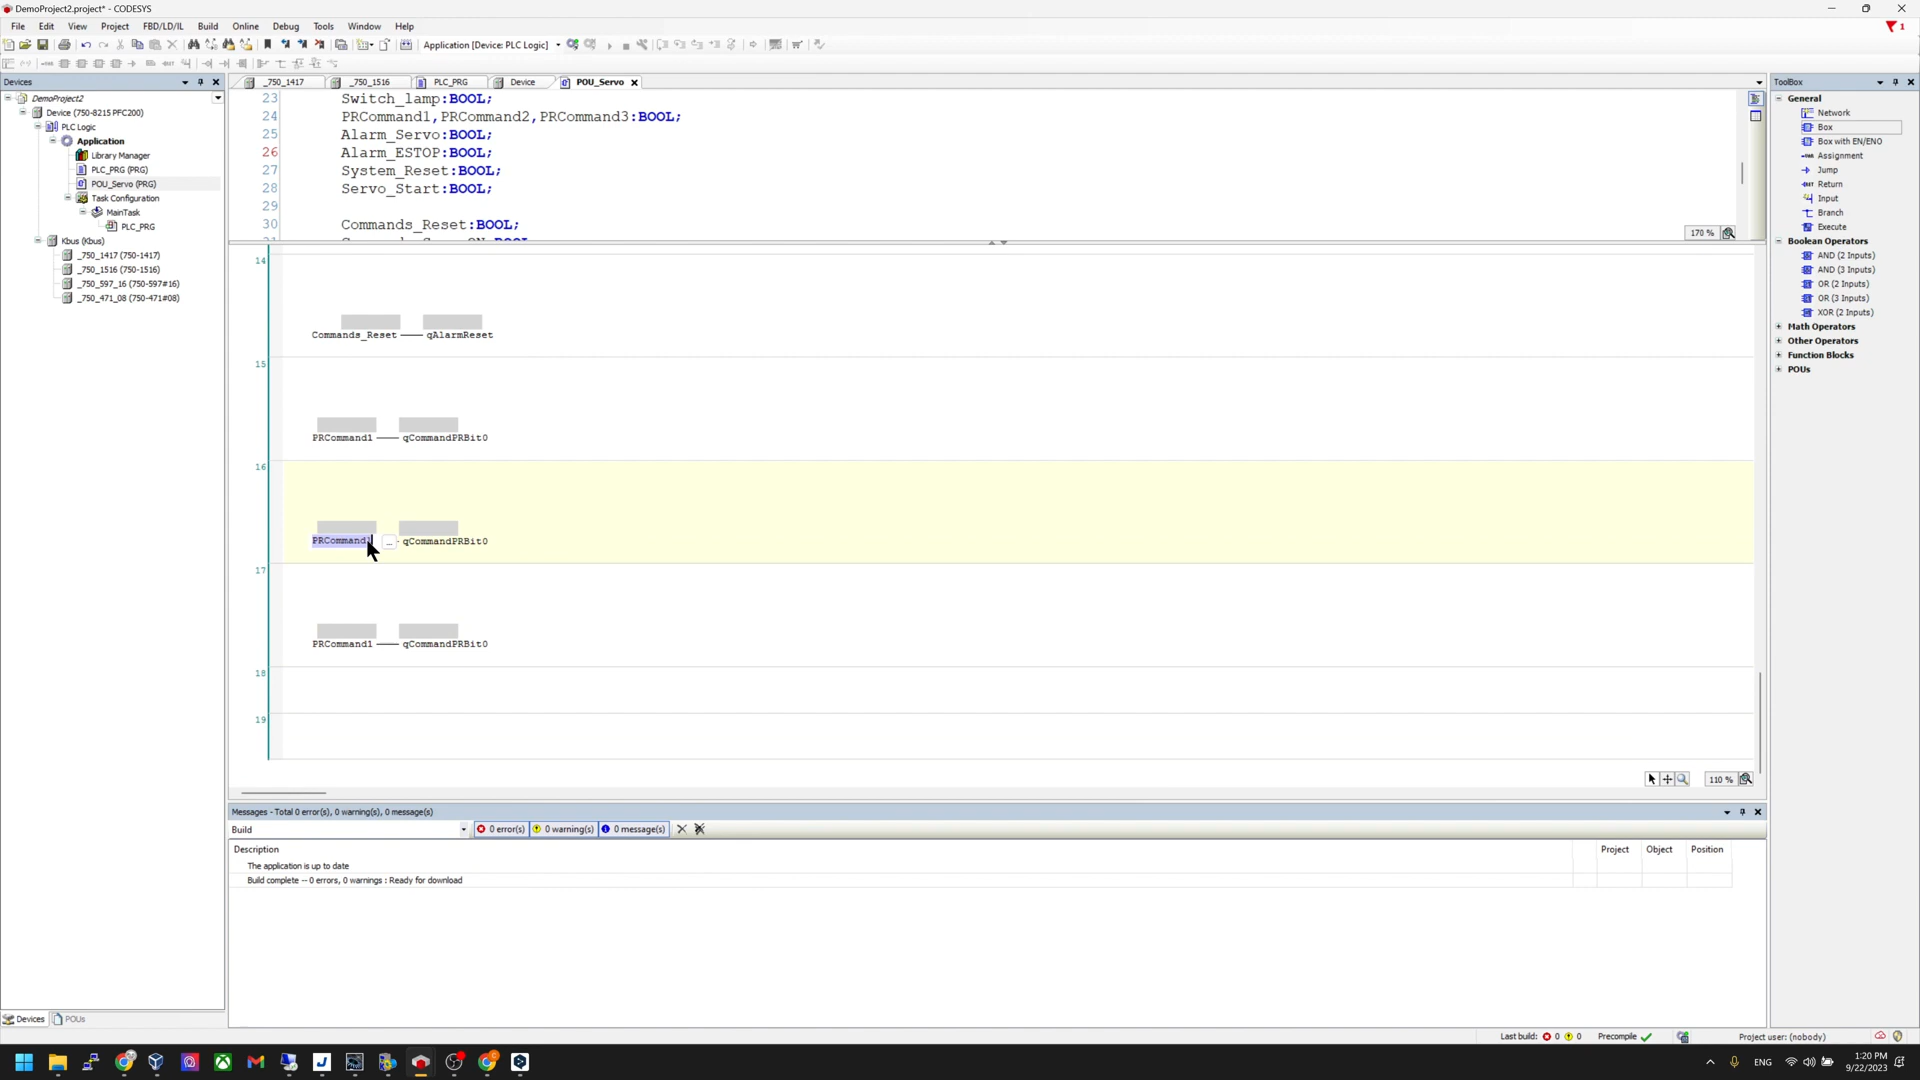 DemoProject2.project* - CODESYS
File Edit View Project FBD/LD/IL Build Online Debug Tools Window Help
1
Application [Device: PLC Logic]
Devices
DemoProject2
Device (750-8215 PFC200)
PLC Logic
Application
Library Manager
PLC_PRG (PRG)
POU_Servo (PRG)
Task Configuration
MainTask
PLC_PRG
Kbus (Kbus)
_750_1417 (750-1417)
_750_1516 (750-1516)
_750_597_16 (750-597#16)
_750_471_08 (750-471#08)
Devices POUs
_750_1417 _750_1516 PLC_PRG Device POU_Servo
23 Switch_lamp:BOOL;
24 PRCommand1,PRCommand2,PRCommand3:BOOL;
25 Alarm_Servo:BOOL;
26 Alarm_ESTOP:BOOL;
27 System_Reset:BOOL;
28 Servo_Start:BOOL;
29
30 Commands_Reset:BOOL;
170 %
14
Commands_Reset qAlarmReset
15
PRCommand1 qCommandPRBit0
16
PRCommand1 ... qCommandPRBit0
17
PRCommand1 qCommandPRBit0
18
19
110 %
Messages - Total 0 error(s), 0 warning(s), 0 message(s)
Build 0 error(s) 0 warning(s) 0 message(s)
Description Project Object Position
The application is up to date
Build complete -- 0 errors, 0 warnings : Ready for download
ToolBox
General
Network
Box
Box with EN/ENO
Assignment
Jump
Return
Input
Branch
Execute
Boolean Operators
AND (2 Inputs)
AND (3 Inputs)
OR (2 Inputs)
OR (3 Inputs)
XOR (2 Inputs)
Math Operators
Other Operators
Function Blocks
POUs
Last build: 0 0 Precompile Project user: (nobody)
ENG
1:20 PM
9/22/2023